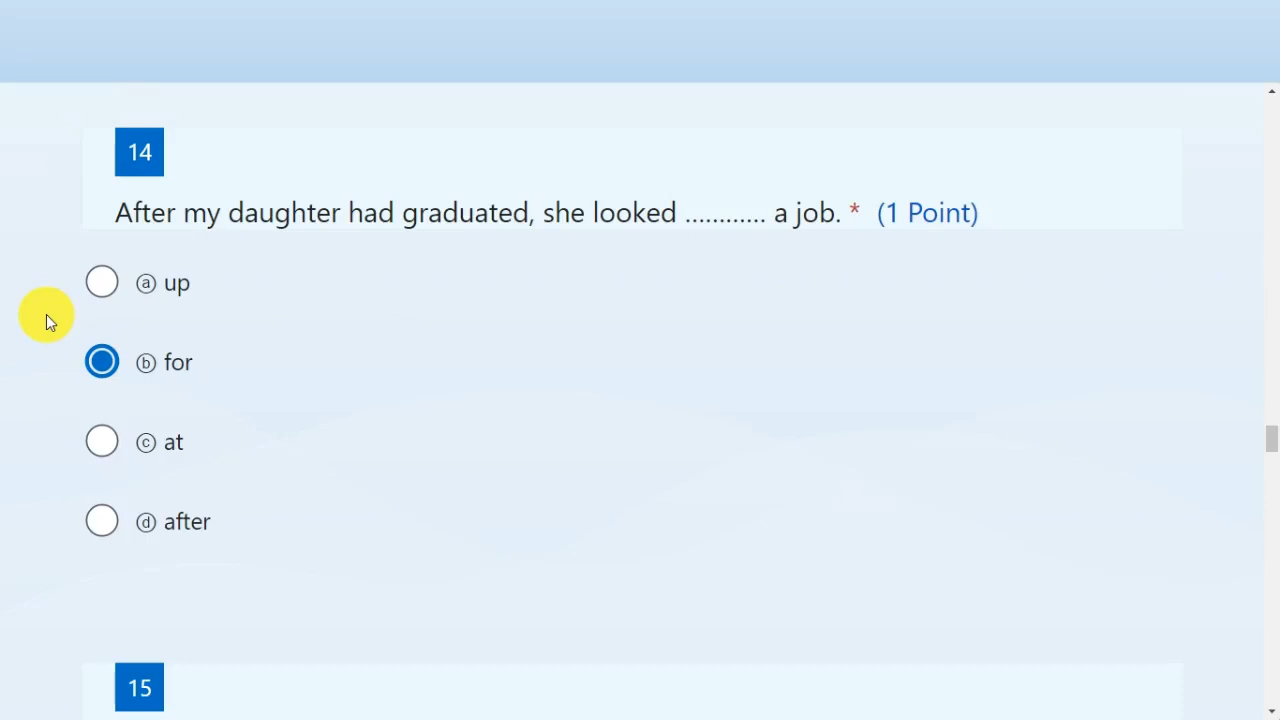 14
After my daughter had graduated, she looked ............ a job. * (1 Point)
ⓐ up
ⓑ for
ⓒ at
ⓓ after
15